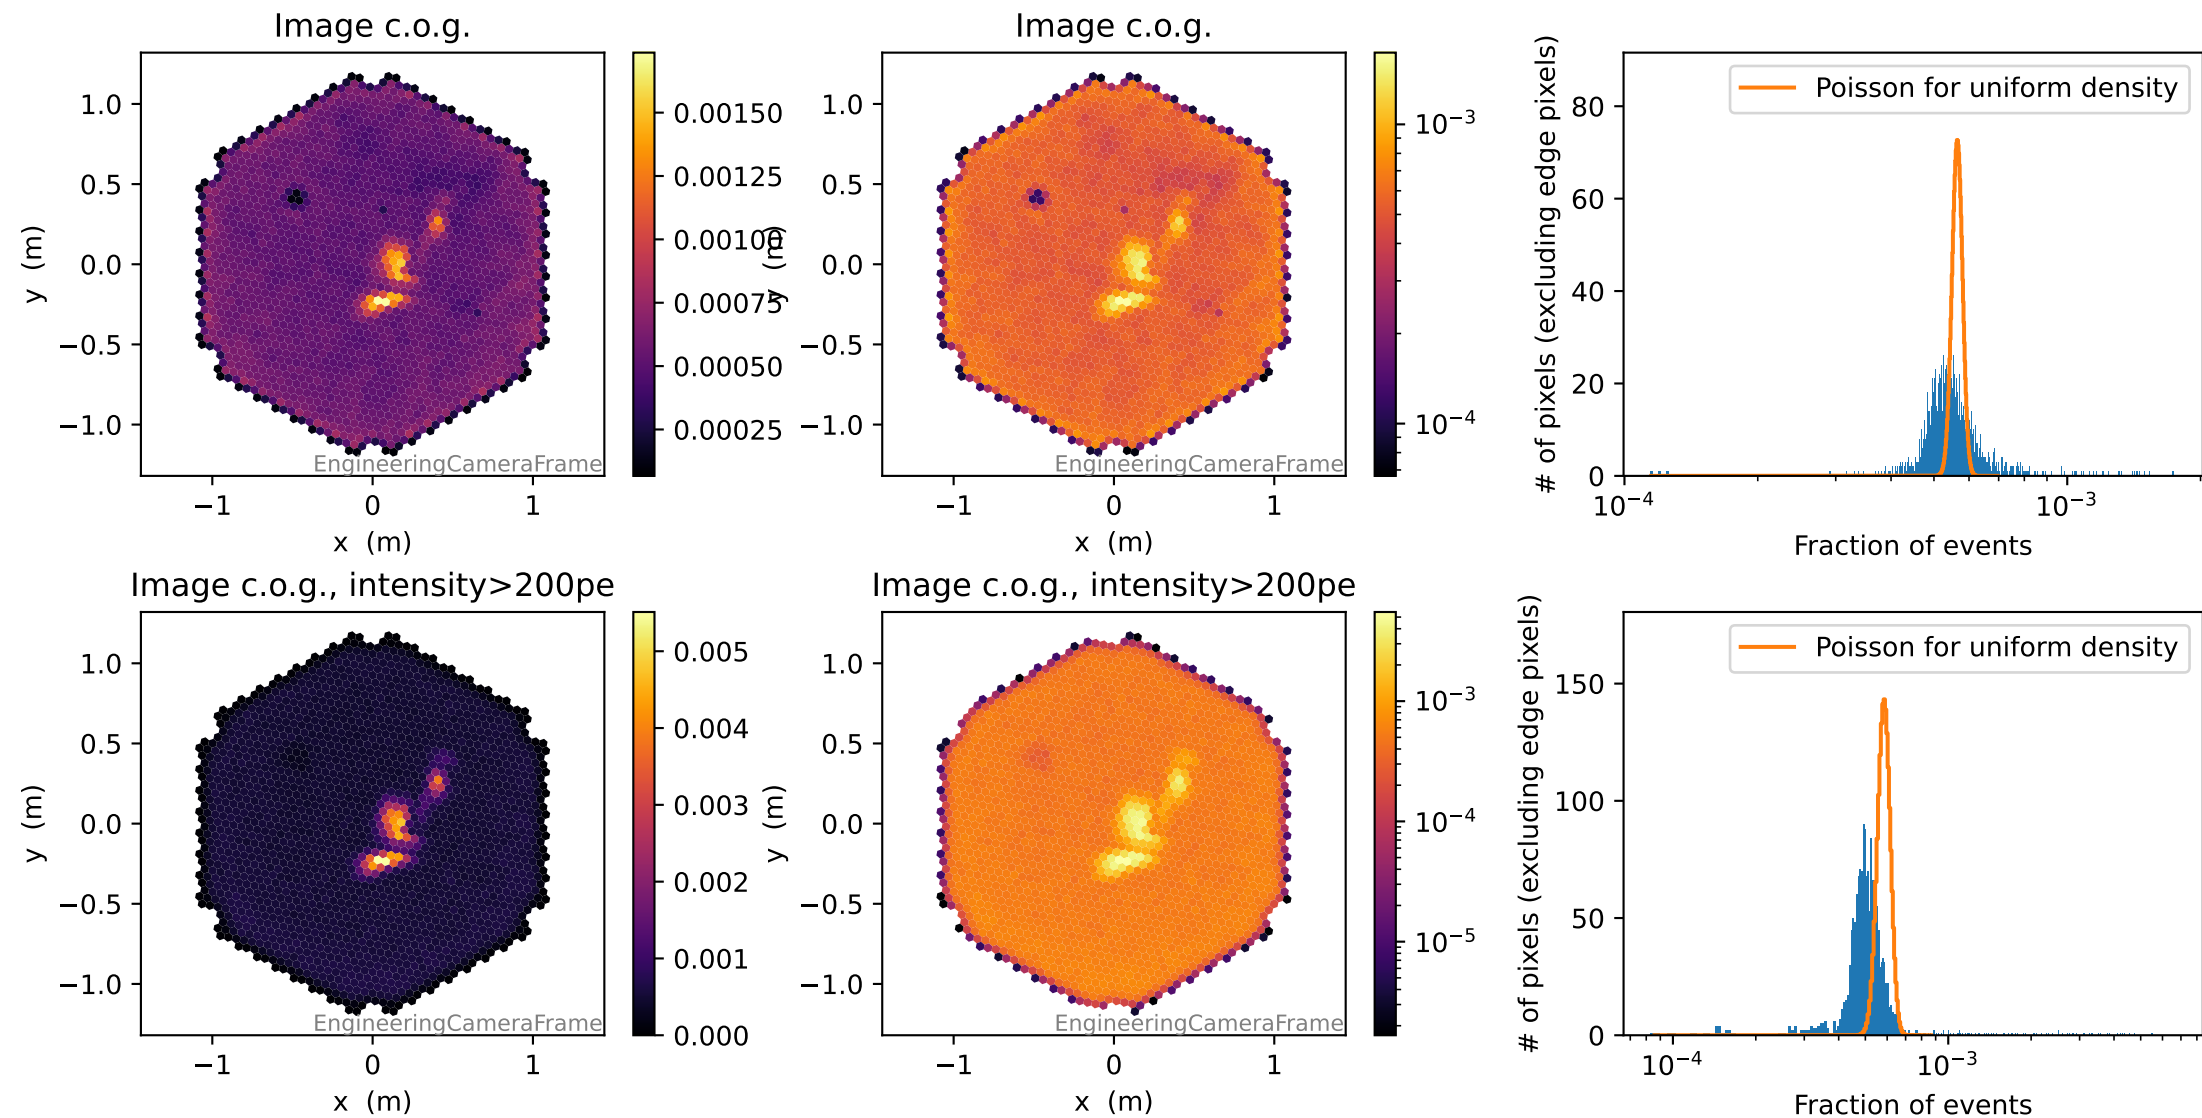 Image c.o.g.
1.0
0.5
0.0
−0.5
−1.0
y (m)
−1 0 1
x (m)
EngineeringCameraFrame
0.00150
0.00125
0.00100
0.00075
0.00050
0.00025
Image c.o.g.
1.0
0.5
0.0
−0.5
−1.0
y (m)
−1 0 1
x (m)
EngineeringCameraFrame
10−3
10−4
# of pixels (excluding edge pixels)
80
60
40
20
0
Poisson for uniform density
10−4 10−3
Fraction of events
Image c.o.g., intensity>200pe
1.0
0.5
0.0
−0.5
−1.0
y (m)
−1 0 1
x (m)
EngineeringCameraFrame
0.005
0.004
0.003
0.002
0.001
0.000
Image c.o.g., intensity>200pe
1.0
0.5
0.0
−0.5
−1.0
y (m)
−1 0 1
x (m)
EngineeringCameraFrame
10−3
10−4
10−5
# of pixels (excluding edge pixels)
150
100
50
0
Poisson for uniform density
10−4 10−3
Fraction of events